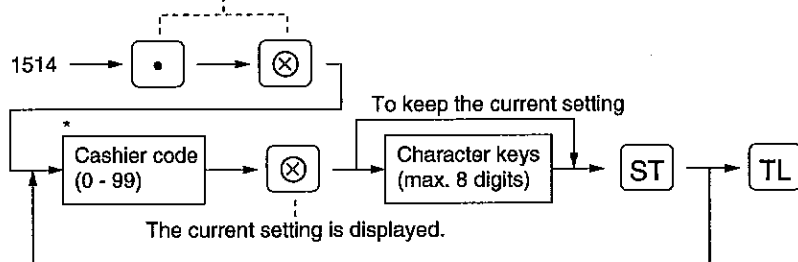 1514 • ⊗
To keep the current setting
*
Cashier code
(0 - 99)
⊗
Character keys
(max. 8 digits)
ST
TL
The current setting is displayed.